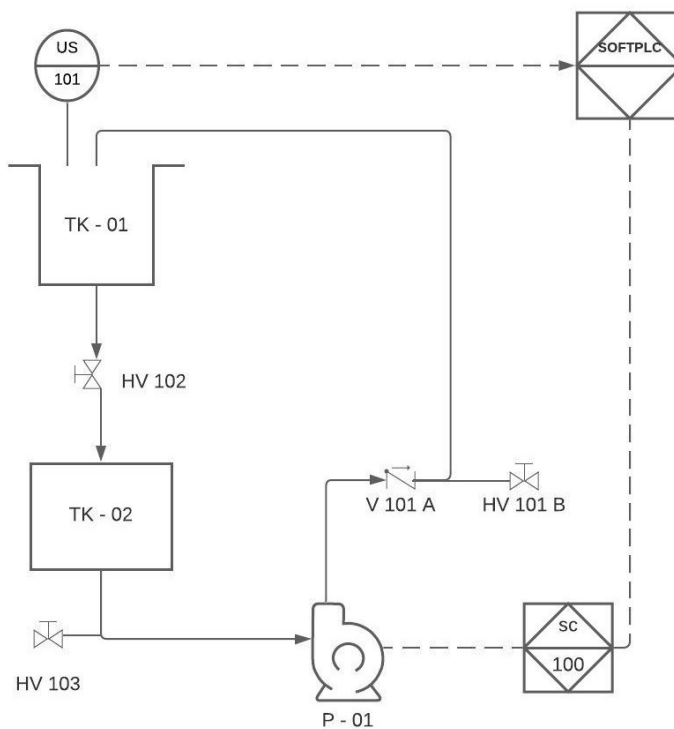 US
101
SOFTPLC
TK - 01
HV 102
TK - 02
V 101 A
HV 101 B
sc
100
HV 103
P - 01